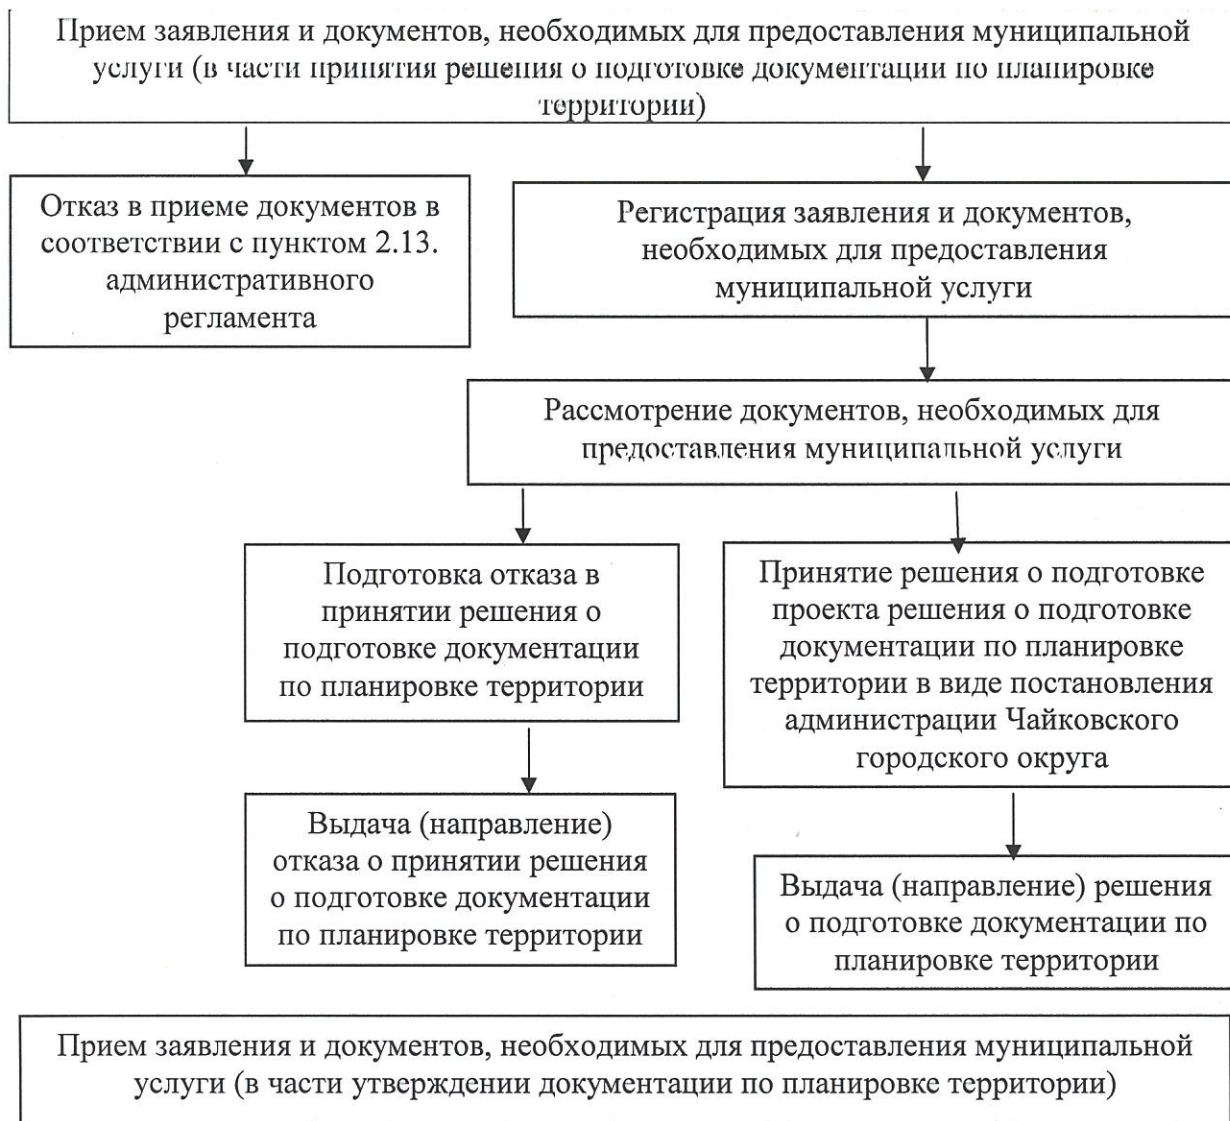 Прием заявления и документов, необходимых для предоставления муниципальной
услуги (в части принятия решения о подготовке документации по планировке
территории)
Отказ в приеме документов в
соответствии с пунктом 2.13.
административного
регламента
Регистрация заявления и документов,
необходимых для предоставления
муниципальной услуги
Рассмотрение документов, необходимых для
предоставления муниципальной услуги
Подготовка отказа в
принятии решения о
подготовке документации
по планировке территории
Принятие решения о подготовке
проекта решения о подготовке
документации по планировке
территории в виде постановления
администрации Чайковского
городского округа
Выдача (направление)
отказа о принятии решения
о подготовке документации
по планировке территории
Выдача (направление) решения
о подготовке документации по
планировке территории
Прием заявления и документов, необходимых для предоставления муниципальной
услуги (в части утверждении документации по планировке территории)